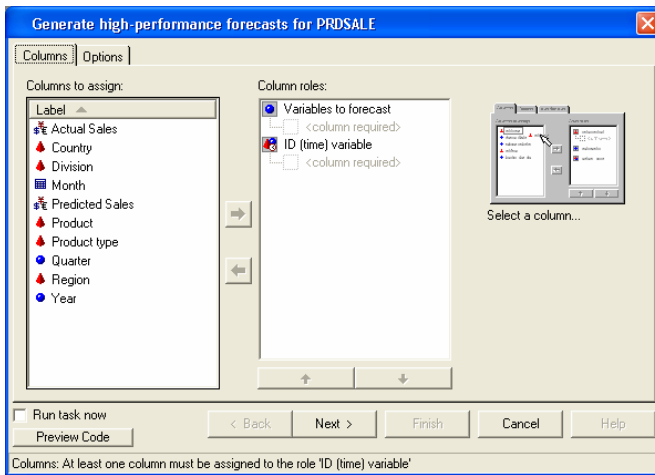 Generate high-performance forecasts for PRDSALE
Columns
Options
Columns to assign:
Label
Actual Sales
Country
Division
Month
Predicted Sales
Product
Product type
Quarter
Region
Year
Column roles:
Variables to forecast
<column required>
ID (time) variable
<column required>
Select a column...
Run task now
Preview Code
< Back
Next >
Finish
Cancel
Help
Columns: At least one column must be assigned to the role 'ID (time) variable'